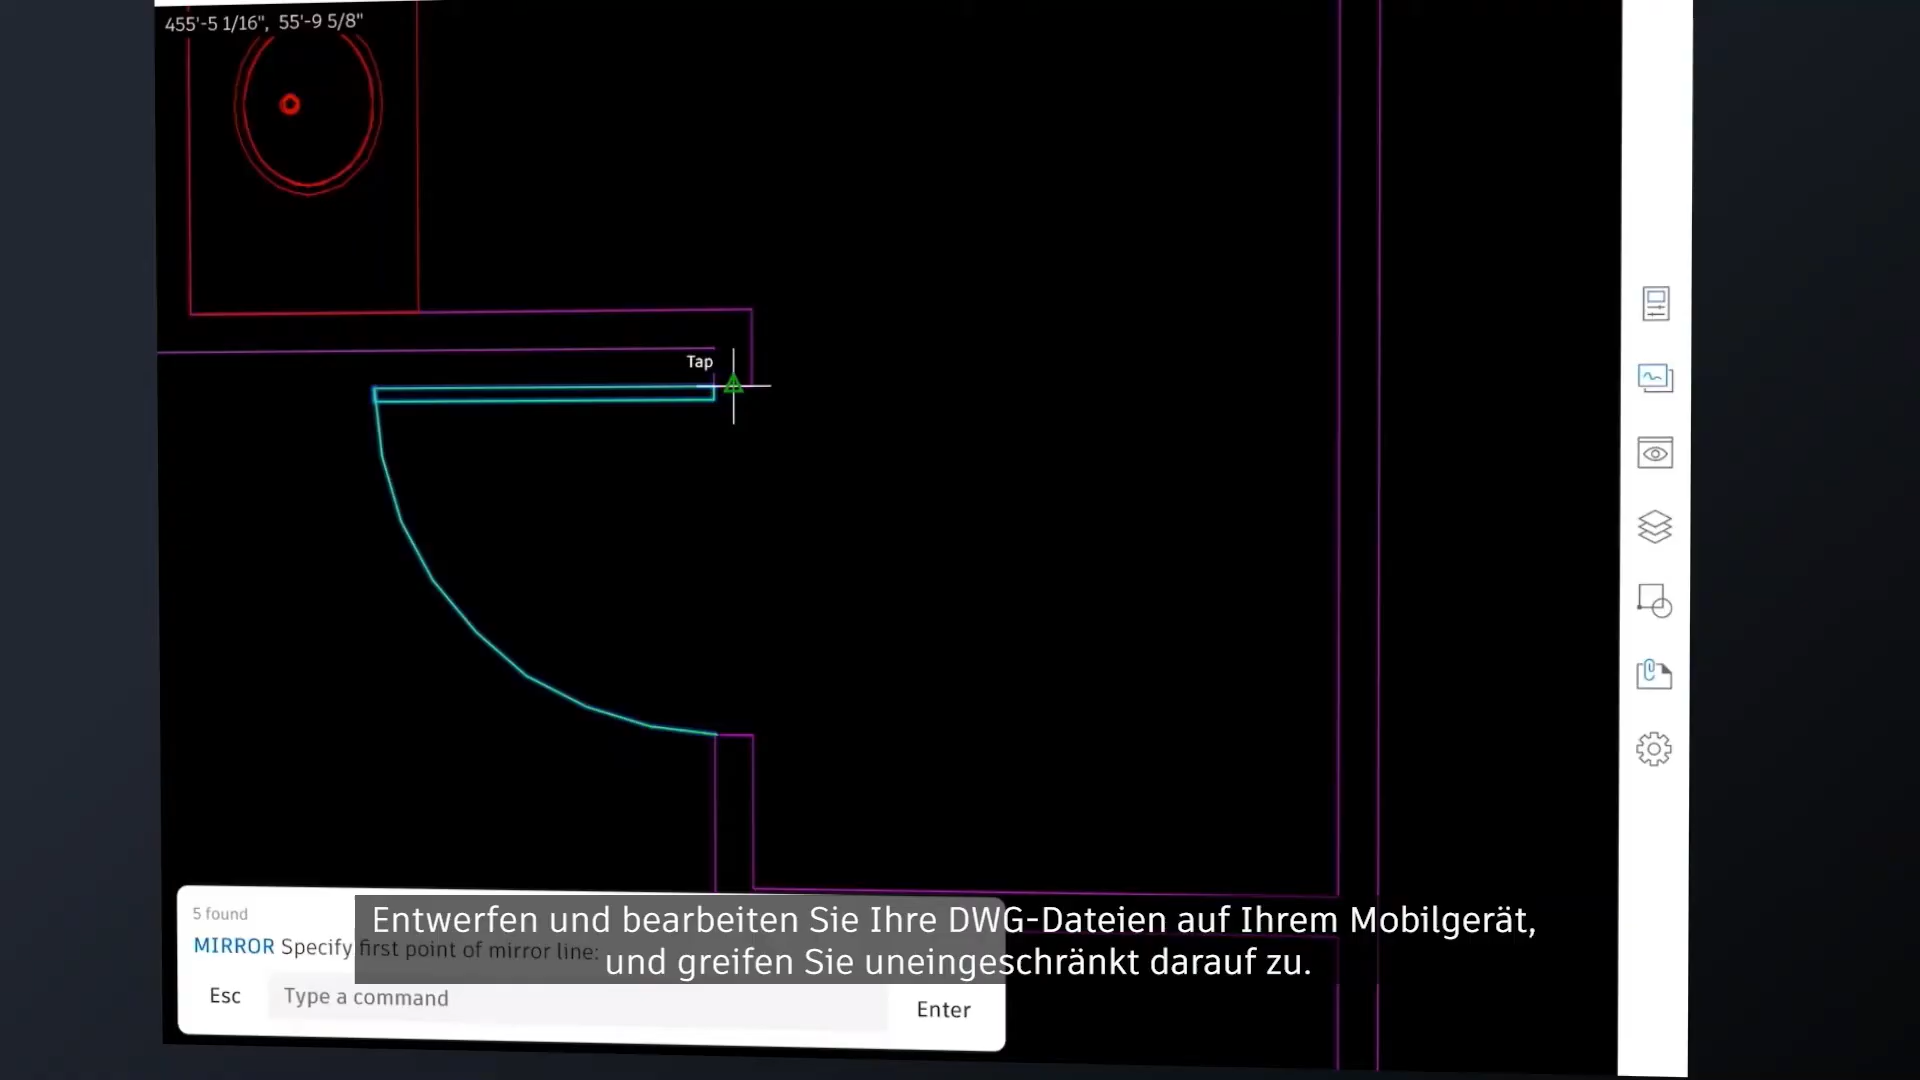 455'-5 1/16", 55'-9 5/8"
Tap
5 found
MIRROR Specify first point of mirror line:
Esc
Type a command
Enter
Entwerfen und bearbeiten Sie Ihre DWG-Dateien auf Ihrem Mobilgerät,
und greifen Sie uneingeschränkt darauf zu.